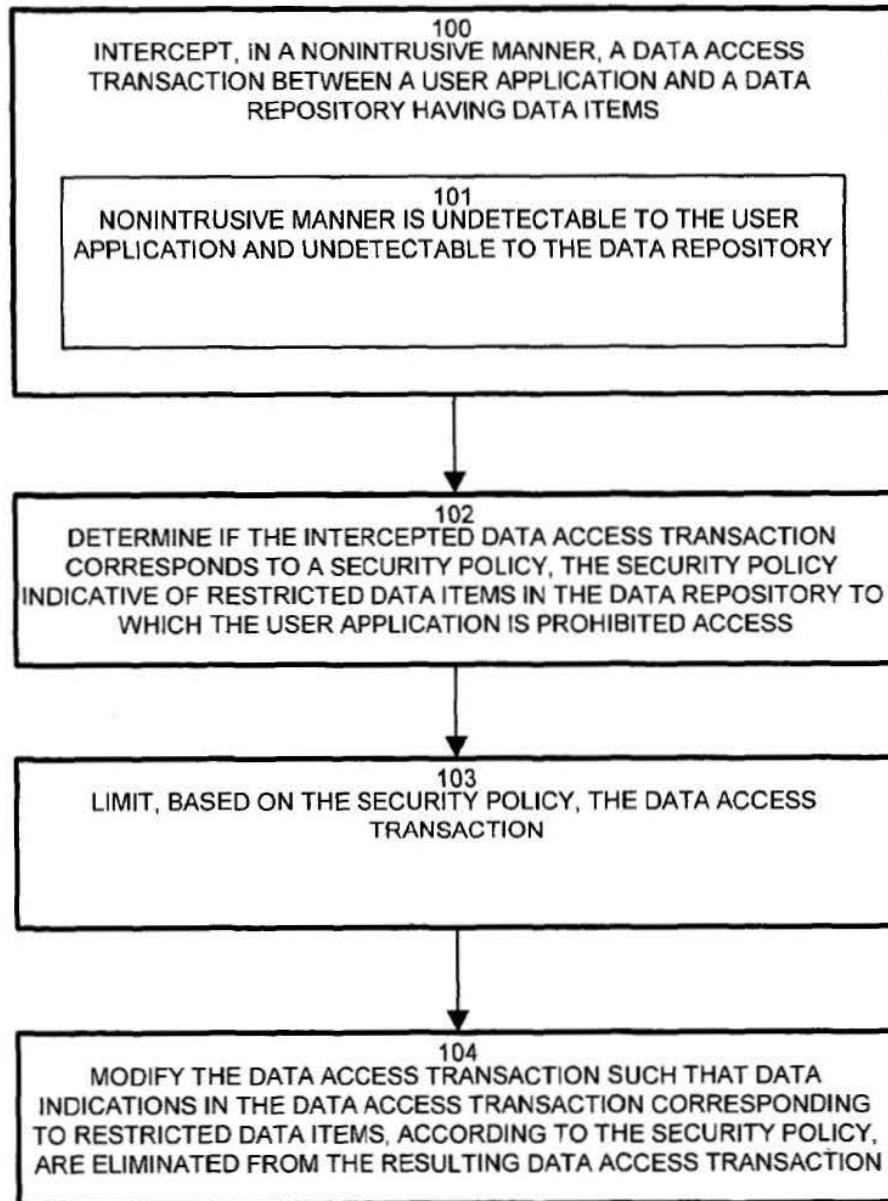 100
INTERCEPT, IN A NONINTRUSIVE MANNER, A DATA ACCESS
TRANSACTION BETWEEN A USER APPLICATION AND A DATA
REPOSITORY HAVING DATA ITEMS
101
NONINTRUSIVE MANNER IS UNDETECTABLE TO THE USER
APPLICATION AND UNDETECTABLE TO THE DATA REPOSITORY
102
DETERMINE IF THE INTERCEPTED DATA ACCESS TRANSACTION
CORRESPONDS TO A SECURITY POLICY, THE SECURITY POLICY
INDICATIVE OF RESTRICTED DATA ITEMS IN THE DATA REPOSITORY TO
WHICH THE USER APPLICATION IS PROHIBITED ACCESS
103
LIMIT, BASED ON THE SECURITY POLICY, THE DATA ACCESS
TRANSACTION
104
MODIFY THE DATA ACCESS TRANSACTION SUCH THAT DATA
INDICATIONS IN THE DATA ACCESS TRANSACTION CORRESPONDING
TO RESTRICTED DATA ITEMS, ACCORDING TO THE SECURITY POLICY,
ARE ELIMINATED FROM THE RESULTING DATA ACCESS TRANSACTION